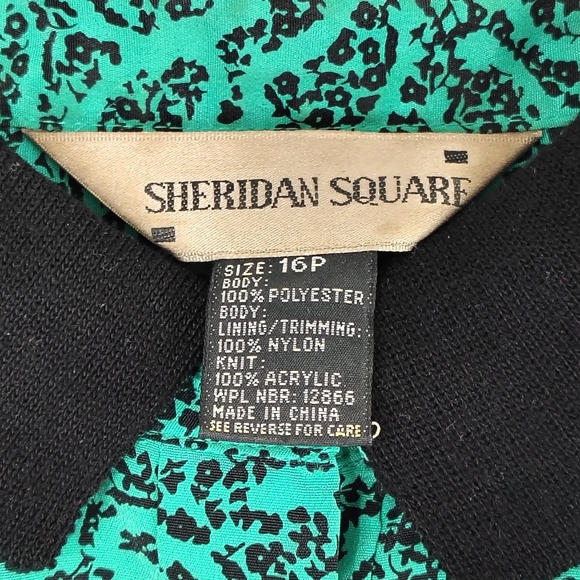 SHERIDAN SQUARE
SIZE: 16P
BODY:
100% POLYESTER
BODY:
LINING/TRIMMING:
100% NYLON
KNIT:
100% ACRYLIC
WPL NBR: 12866
MADE IN CHINA
SEE REVERSE FOR CARE